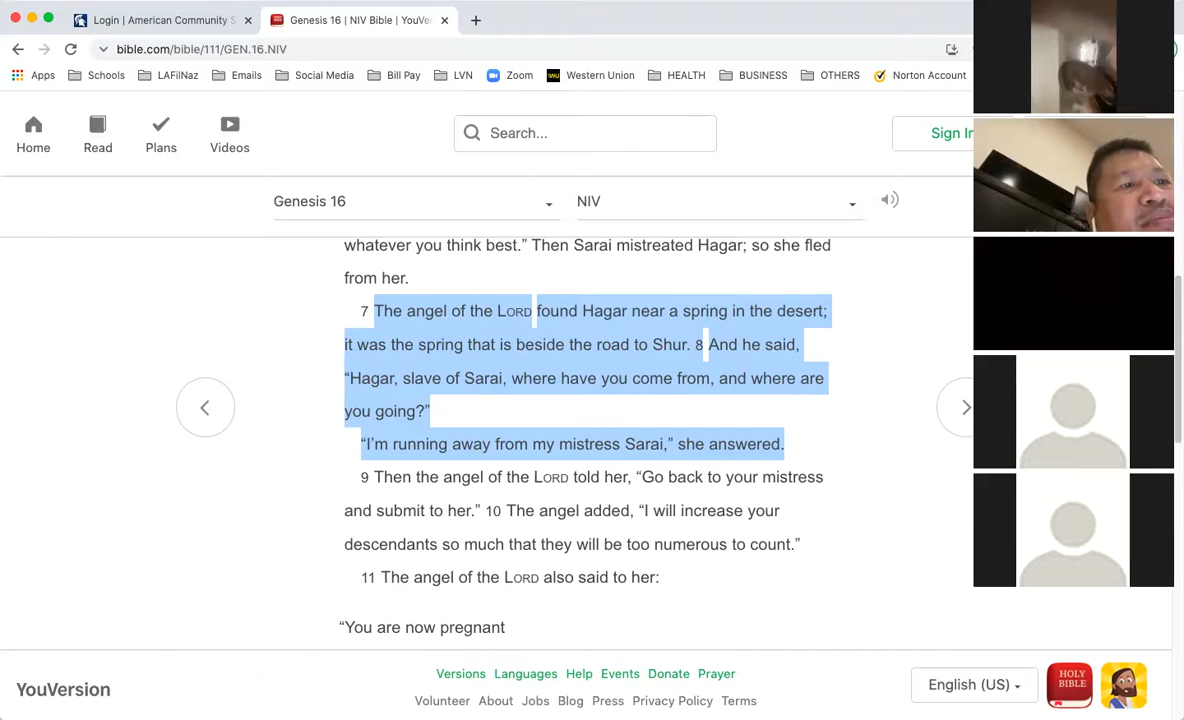 Login | American Community S
Genesis 16 | NIV Bible | YouVer
bible.com/bible/111/GEN.16.NIV
Apps Schools LAFilNaz Emails Social Media Bill Pay LVN Zoom WU Western Union HEALTH BUSINESS OTHERS Norton Account
Home Read Plans Videos
Search...
Sign In
Genesis 16
NIV
whatever you think best.” Then Sarai mistreated Hagar; so she fled
from her.
7 The angel of the LORD found Hagar near a spring in the desert;
it was the spring that is beside the road to Shur. 8 And he said,
“Hagar, slave of Sarai, where have you come from, and where are
you going?”
“I’m running away from my mistress Sarai,” she answered.
9 Then the angel of the LORD told her, “Go back to your mistress
and submit to her.” 10 The angel added, “I will increase your
descendants so much that they will be too numerous to count.”
11 The angel of the LORD also said to her:
“You are now pregnant
YouVersion
Versions Languages Help Events Donate Prayer
Volunteer About Jobs Blog Press Privacy Policy Terms
English (US)
HOLY
BIBLE